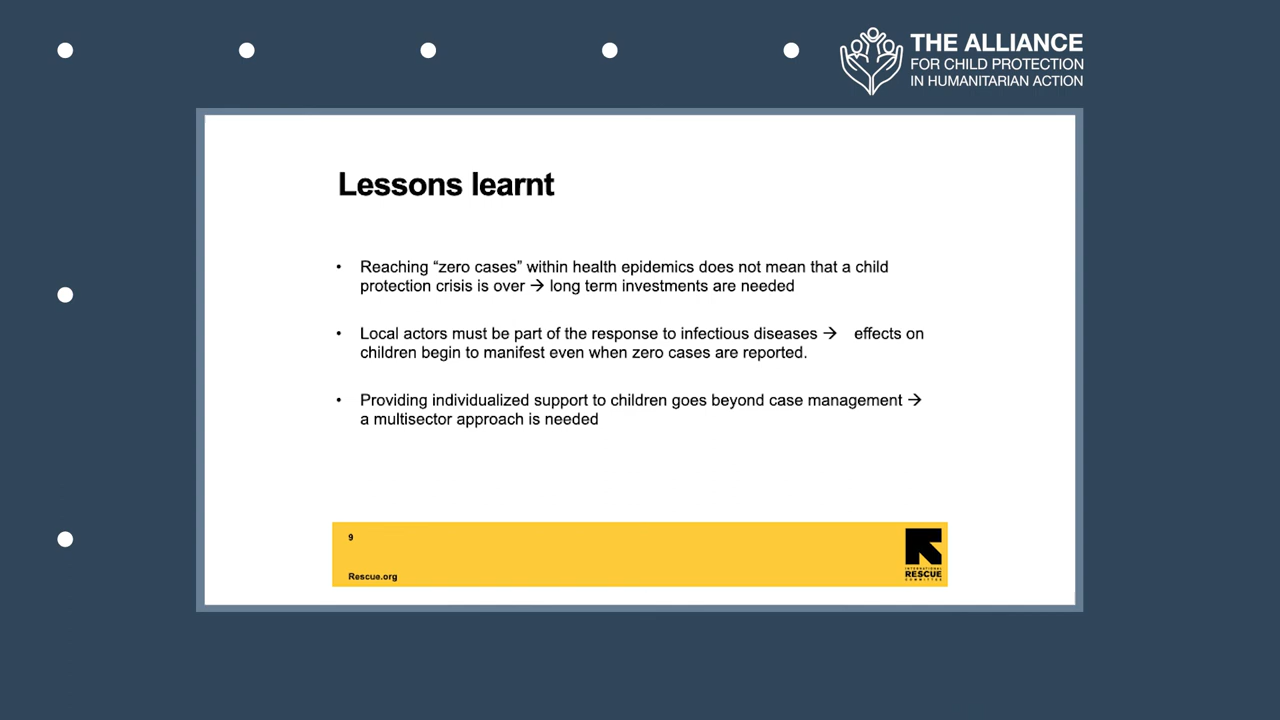 THE ALLIANCE
FOR CHILD PROTECTION
IN HUMANITARIAN ACTION
Lessons learnt
• Reaching “zero cases” within health epidemics does not mean that a child
protection crisis is over → long term investments are needed
• Local actors must be part of the response to infectious diseases → effects on
children begin to manifest even when zero cases are reported.
• Providing individualized support to children goes beyond case management →
a multisector approach is needed
9
Rescue.org
INTERNATIONAL
RESCUE
COMMITTEE